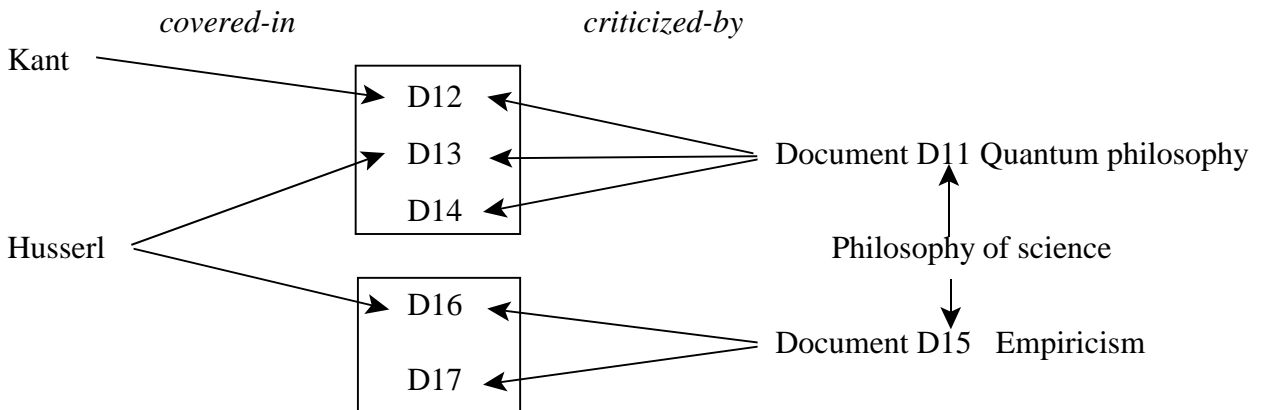 covered-in criticized-by
Kant
D12
D13 Document D11 Quantum philosophy
D14
Husserl Philosophy of science
D16
Document D15 Empiricism
D17